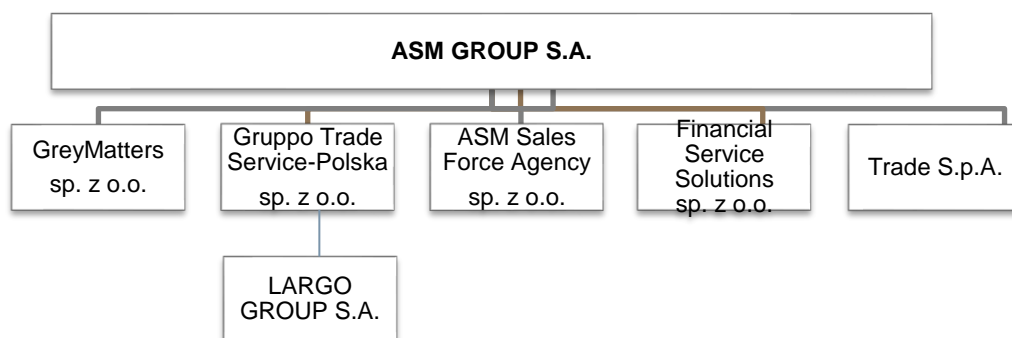 ASM GROUP S.A.
GreyMatters
sp. z o.o.
Gruppo Trade
Service-Polska
sp. z o.o.
ASM Sales
Force Agency
sp. z o.o.
Financial
Service
Solutions
sp. z o.o.
Trade S.p.A.
LARGO
GROUP S.A.